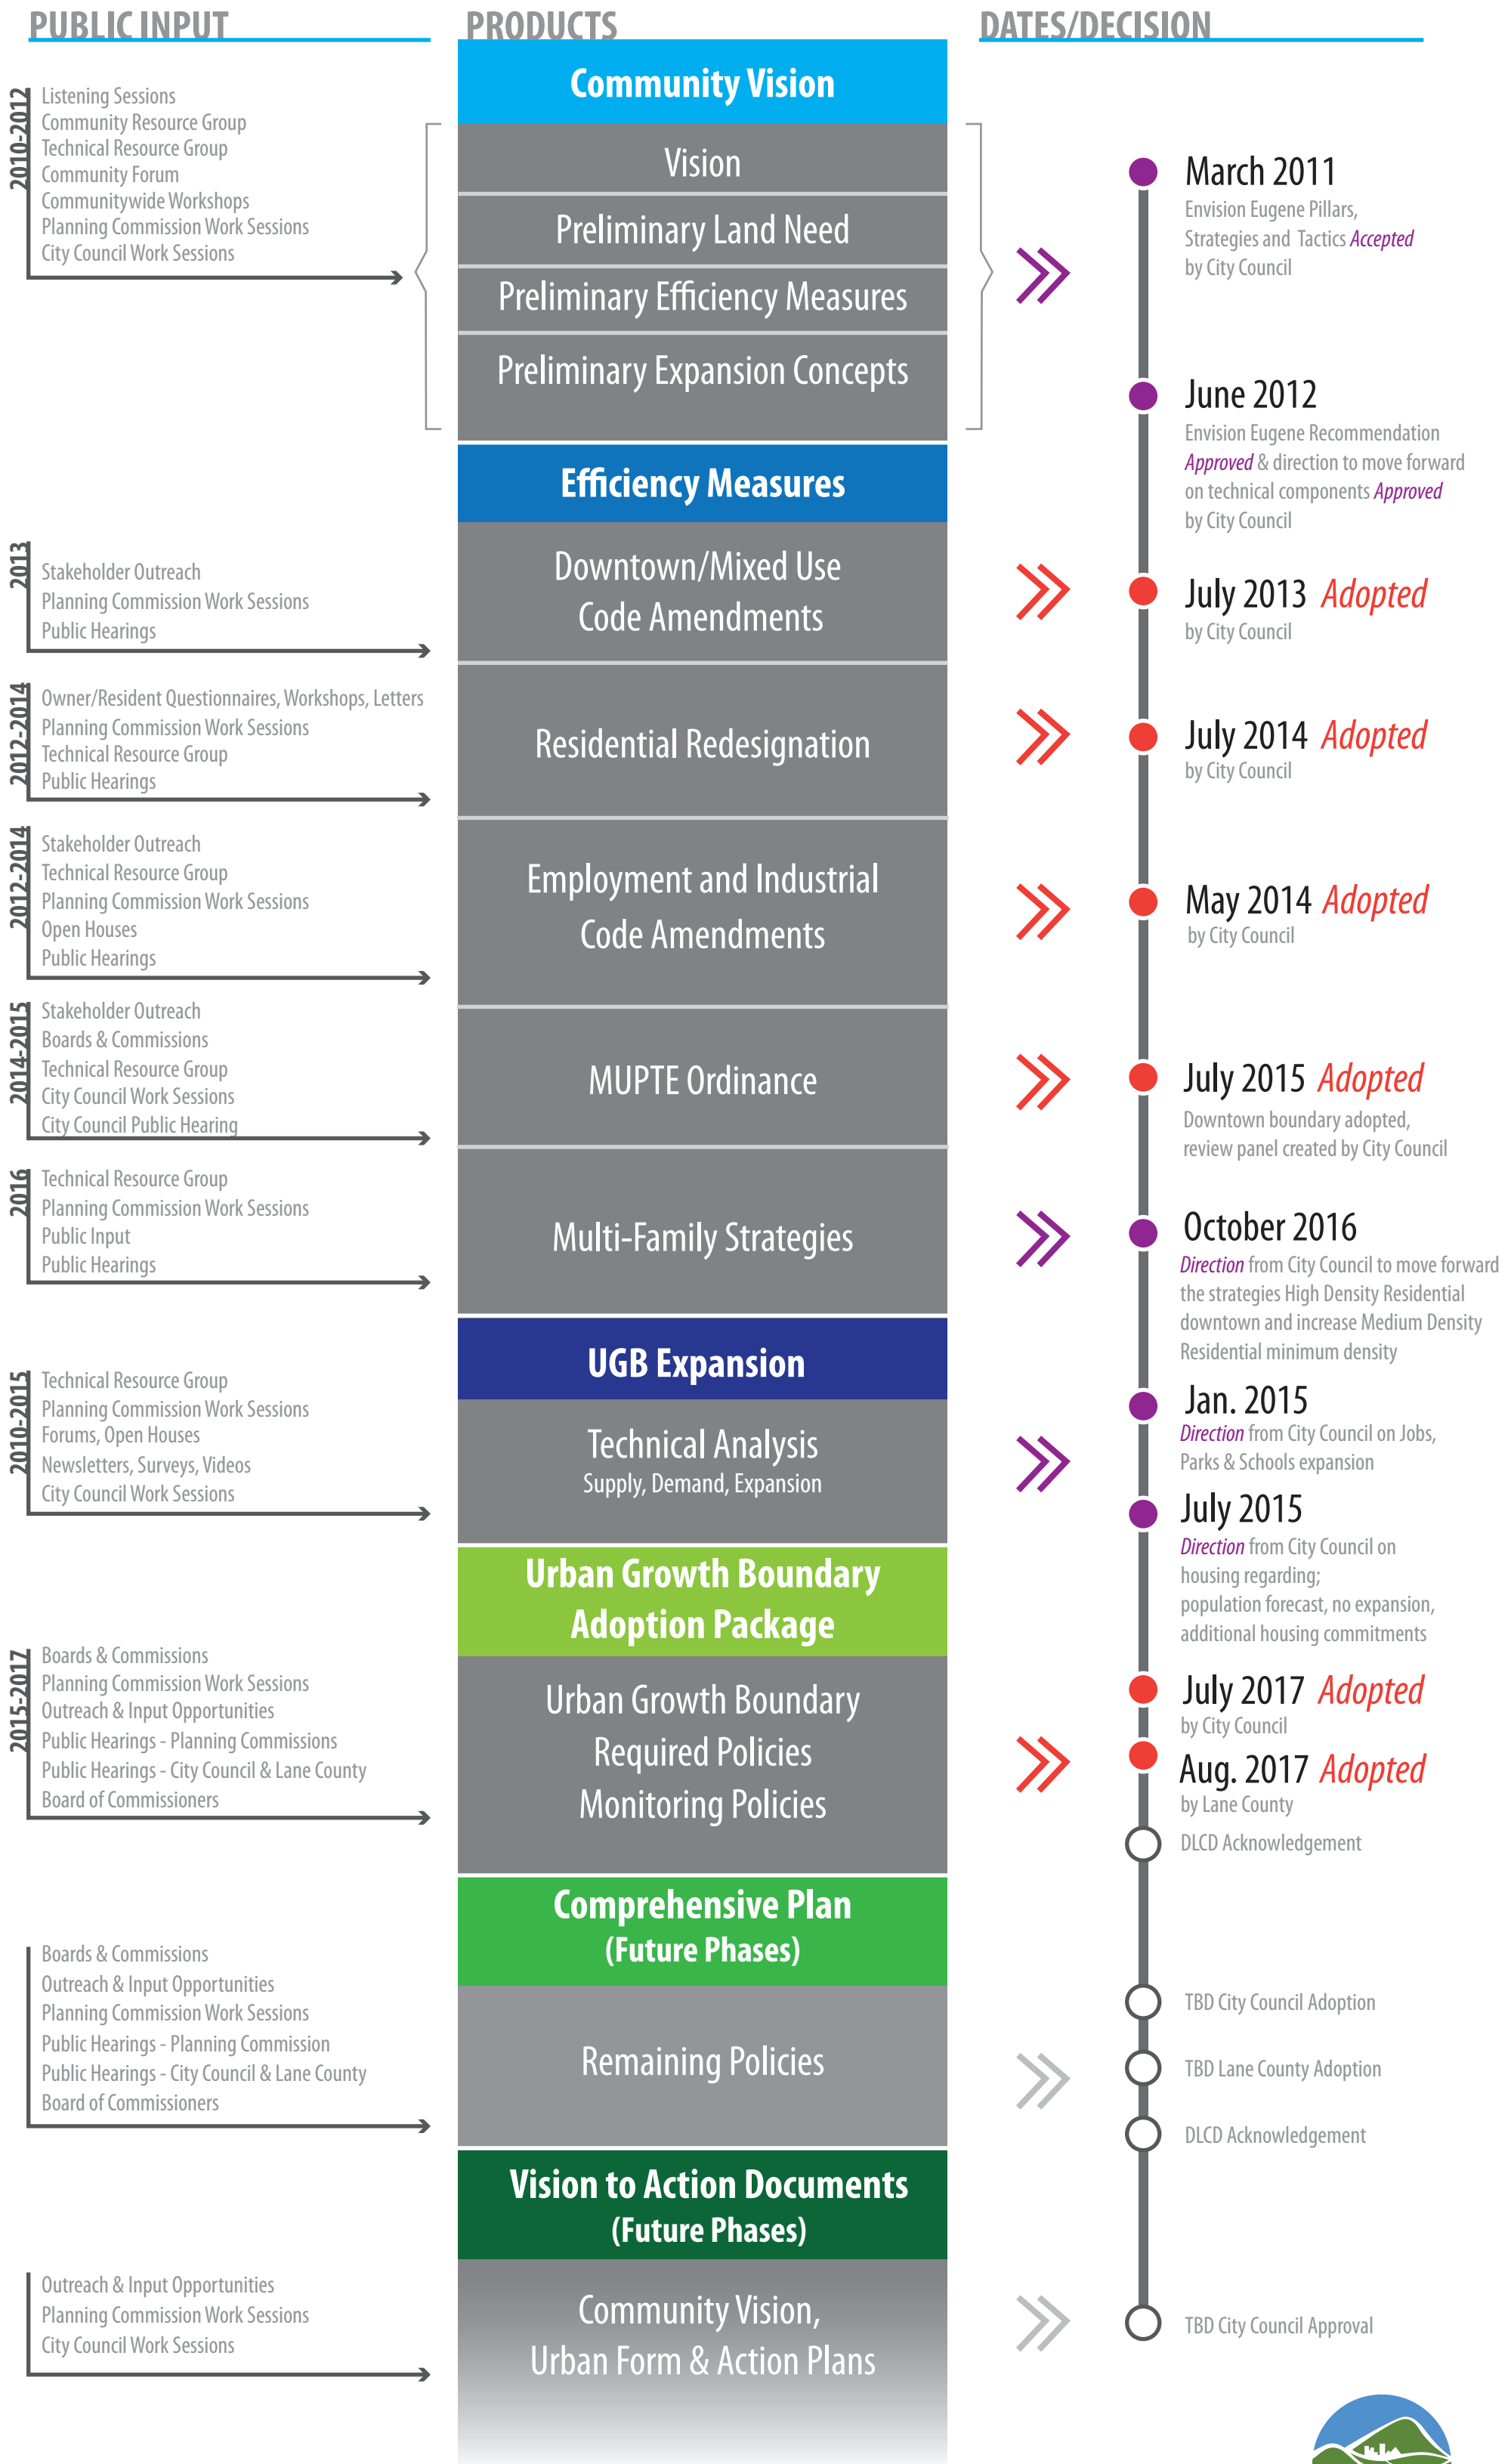 PUBLIC INPUT
PRODUCTS
DATES/DECISION
Community Vision
2010-2012
Listening Sessions
Community Resource Group
Technical Resource Group
Community Forum
Communitywide Workshops
Planning Commission Work Sessions
City Council Work Sessions
Vision
Preliminary Land Need
Preliminary Efficiency Measures
Preliminary Expansion Concepts
March 2011
Envision Eugene Pillars,
Strategies and Tactics Accepted
by City Council
June 2012
Envision Eugene Recommendation
Approved & direction to move forward
on technical components Approved
by City Council
Efficiency Measures
2013
Stakeholder Outreach
Planning Commission Work Sessions
Public Hearings
Downtown/Mixed Use
Code Amendments
July 2013 Adopted
by City Council
2012-2014
Owner/Resident Questionnaires, Workshops, Letters
Planning Commission Work Sessions
Technical Resource Group
Public Hearings
Residential Redesignation
July 2014 Adopted
by City Council
2012-2014
Stakeholder Outreach
Technical Resource Group
Planning Commission Work Sessions
Open Houses
Public Hearings
Employment and Industrial
Code Amendments
May 2014 Adopted
by City Council
2014-2015
Stakeholder Outreach
Boards & Commissions
Technical Resource Group
City Council Work Sessions
City Council Public Hearing
MUPTE Ordinance
July 2015 Adopted
Downtown boundary adopted,
review panel created by City Council
2016
Technical Resource Group
Planning Commission Work Sessions
Public Input
Public Hearings
Multi-Family Strategies
October 2016
Direction from City Council to move forward
the strategies High Density Residential
downtown and increase Medium Density
Residential minimum density
UGB Expansion
2010-2015
Technical Resource Group
Planning Commission Work Sessions
Forums, Open Houses
Newsletters, Surveys, Videos
City Council Work Sessions
Technical Analysis
Supply, Demand, Expansion
Jan. 2015
Direction from City Council on Jobs,
Parks & Schools expansion
July 2015
Direction from City Council on
housing regarding;
population forecast, no expansion,
additional housing commitments
Urban Growth Boundary
Adoption Package
2015-2017
Boards & Commissions
Planning Commission Work Sessions
Outreach & Input Opportunities
Public Hearings - Planning Commissions
Public Hearings - City Council & Lane County
Board of Commissioners
Urban Growth Boundary
Required Policies
Monitoring Policies
July 2017 Adopted
by City Council
Aug. 2017 Adopted
by Lane County
DLCD Acknowledgement
Comprehensive Plan
(Future Phases)
Boards & Commissions
Outreach & Input Opportunities
Planning Commission Work Sessions
Public Hearings - Planning Commission
Public Hearings - City Council & Lane County
Board of Commissioners
Remaining Policies
TBD City Council Adoption
TBD Lane County Adoption
DLCD Acknowledgement
Vision to Action Documents
(Future Phases)
Outreach & Input Opportunities
Planning Commission Work Sessions
City Council Work Sessions
Community Vision,
Urban Form & Action Plans
TBD City Council Approval